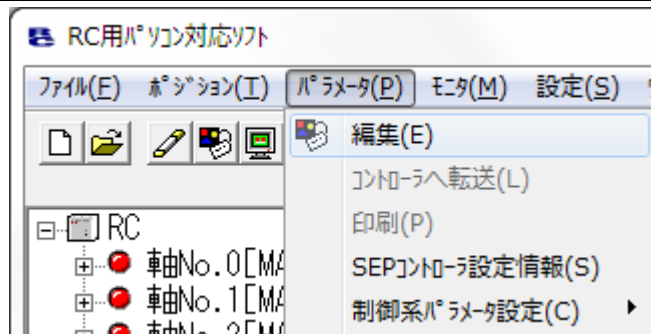 RC用ﾊﾟｿｺﾝ対応ｿﾌﾄ
ﾌｧｲﾙ(F) ﾎﾟｼﾞｼｮﾝ(T) ﾊﾟﾗﾒｰﾀ(P) ﾓﾆﾀ(M) 設定(S)
編集(E)
ｺﾝﾄﾛｰﾗへ転送(L)
印刷(P)
SEPｺﾝﾄﾛｰﾗ設定情報(S)
制御系ﾊﾟﾗﾒｰﾀ設定(C)
RC
軸No.0[MA
軸No.1[MA
軸No.2[MA